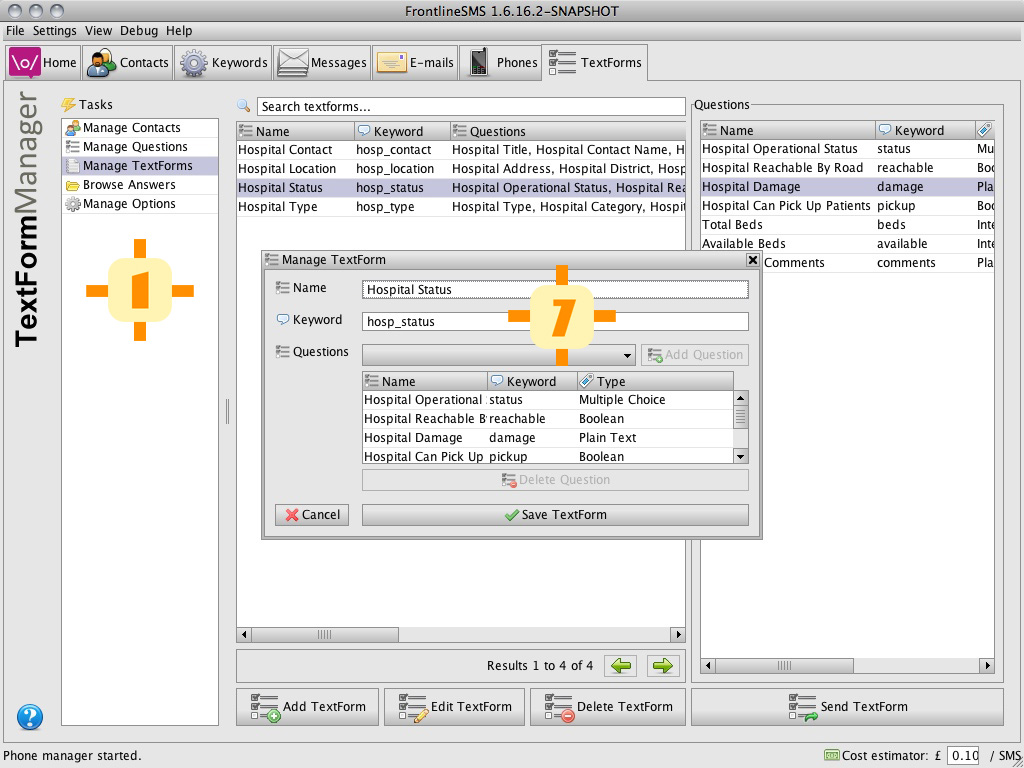 FrontlineSMS 1.6.16.2-SNAPSHOT
File Settings View Debug Help
\o/ Home Contacts Keywords Messages E-mails Phones TextForms
TextFormManager
Tasks
Manage Contacts
Manage Questions
Manage TextForms
Browse Answers
Manage Options
1
Search textforms...
Name Keyword Questions
Hospital Contact hosp_contact Hospital Title, Hospital Contact Name, H
Hospital Location hosp_location Hospital Address, Hospital District, Hosp
Hospital Status hosp_status Hospital Operational Status, Hospital Rea
Hospital Type hosp_type Hospital Type, Hospital Category, Hospit
Questions
Name Keyword
Hospital Operational Status status Mu
Hospital Reachable By Road reachable Boo
Hospital Damage damage Pla
Hospital Can Pick Up Patients pickup Boo
Total Beds beds Inte
Available Beds available Inte
Comments comments Pla
Manage TextForm
Name Hospital Status
7
Keyword hosp_status
Questions Add Question
Name Keyword Type
Hospital Operational status Multiple Choice
Hospital Reachable B reachable Boolean
Hospital Damage damage Plain Text
Hospital Can Pick Up pickup Boolean
Delete Question
Cancel Save TextForm
Results 1 to 4 of 4
Add TextForm Edit TextForm Delete TextForm Send TextForm
?
Phone manager started. Cost estimator: £ 0.10 / SMS